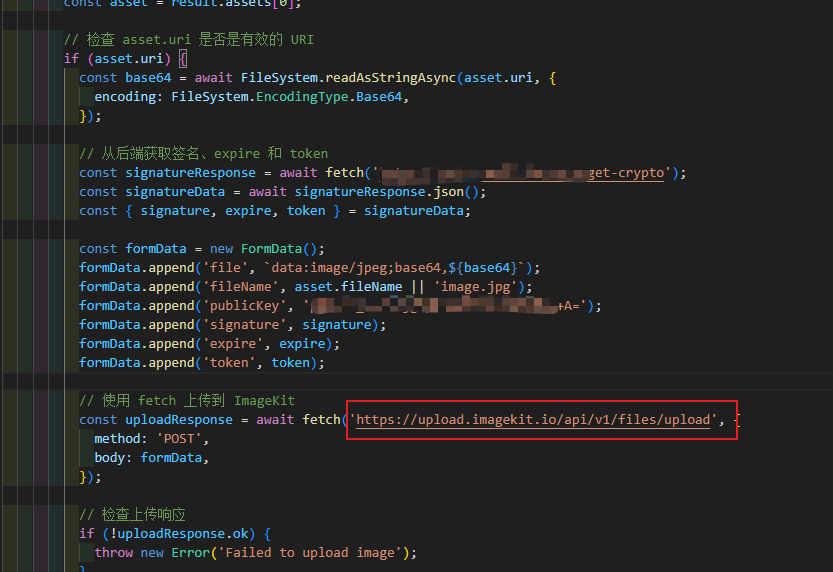 const asset = result.assets[0];
// 检查 asset.uri 是否是有效的 URI
if (asset.uri) {
const base64 = await FileSystem.readAsStringAsync(asset.uri, {
encoding: FileSystem.EncodingType.Base64,
});
// 从后端获取签名、expire 和 token
const signatureResponse = await fetch('get-crypto');
const signatureData = await signatureResponse.json();
const { signature, expire, token } = signatureData;
const formData = new FormData();
formData.append('file', `data:image/jpeg;base64,${base64}`);
formData.append('fileName', asset.fileName || 'image.jpg');
formData.append('publicKey', '+A=');
formData.append('signature', signature);
formData.append('expire', expire);
formData.append('token', token);
// 使用 fetch 上传到 ImageKit
const uploadResponse = await fetch('https://upload.imagekit.io/api/v1/files/upload', {
method: 'POST',
body: formData,
});
// 检查上传响应
if (!uploadResponse.ok) {
throw new Error('Failed to upload image');
}